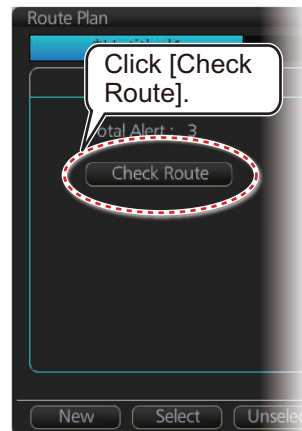 Route Plan
Click [Check
Route].
Total Alert : 3
Check Route
New
Select